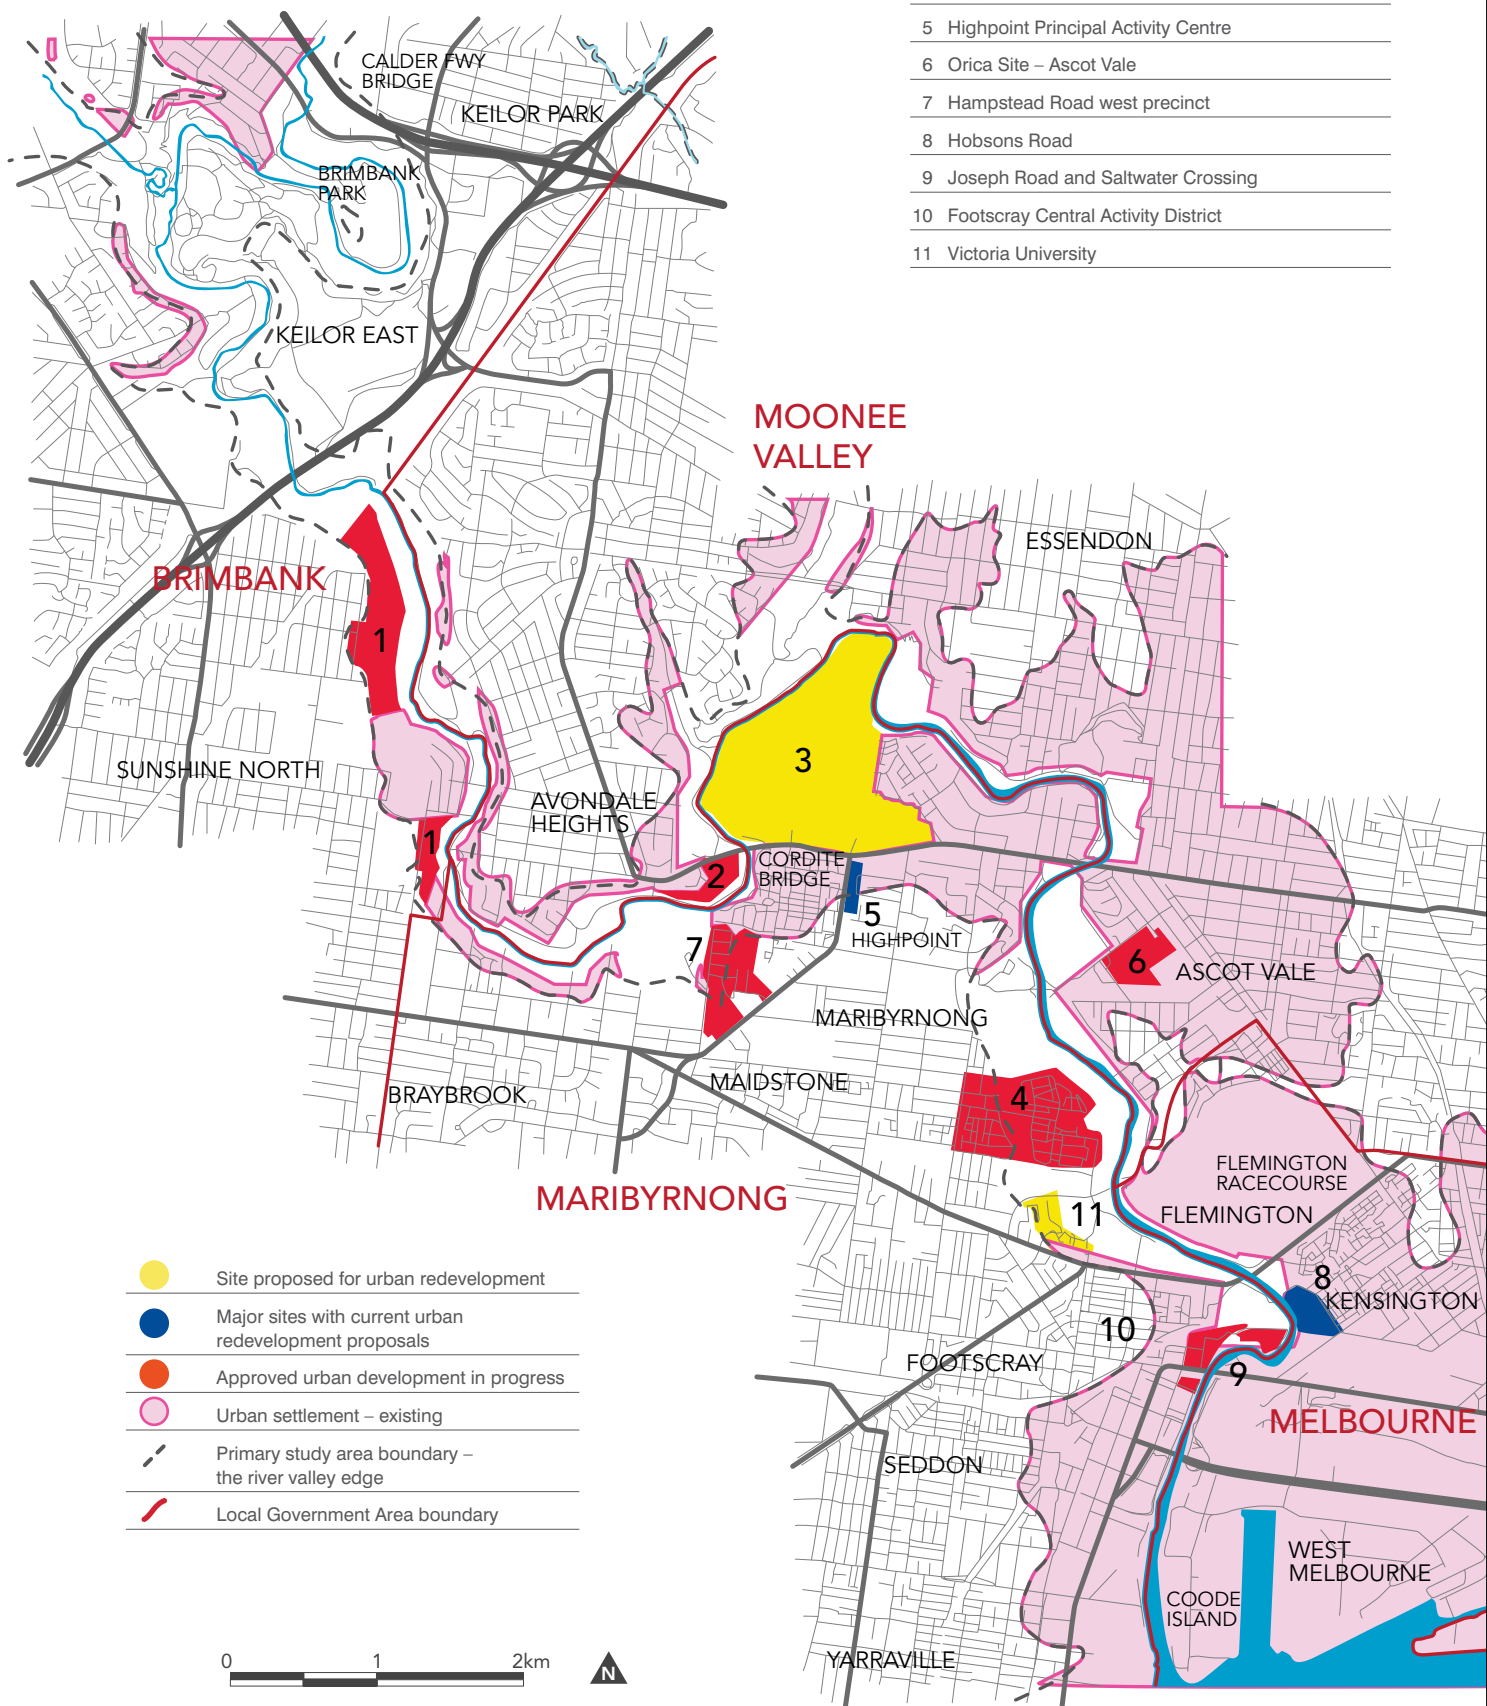 5 Highpoint Principal Activity Centre
6 Orica Site – Ascot Vale
7 Hampstead Road west precinct
8 Hobsons Road
9 Joseph Road and Saltwater Crossing
10 Footscray Central Activity District
11 Victoria University
CALDER FWY
BRIDGE
KEILOR PARK
BRIMBANK
PARK
KEILOR EAST
MOONEE
VALLEY
ESSENDON
BRIMBANK
1
3
SUNSHINE NORTH
AVONDALE
HEIGHTS
1
CORDITE
BRIDGE
2
5
HIGHPOINT
7
6
ASCOT VALE
MARIBYRNONG
MAIDSTONE
BRAYBROOK
4
FLEMINGTON
RACECOURSE
MARIBYRNONG
11
FLEMINGTON
8
KENSINGTON
10
FOOTSCRAY
9
MELBOURNE
SEDDON
WEST
MELBOURNE
COODE
ISLAND
YARRAVILLE
Site proposed for urban redevelopment
Major sites with current urban
redevelopment proposals
Approved urban development in progress
Urban settlement – existing
Primary study area boundary –
the river valley edge
Local Government Area boundary
0 1 2km
N